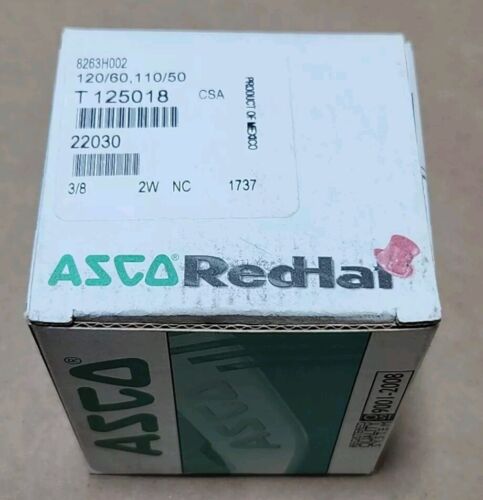 8263H002
120/60,110/50
T 125018 CSA
22030
3/8 2W NC 1737
PRODUCT OF MEXICO
ASCO® RedHat
ASCO®
ASCO
9001-2008